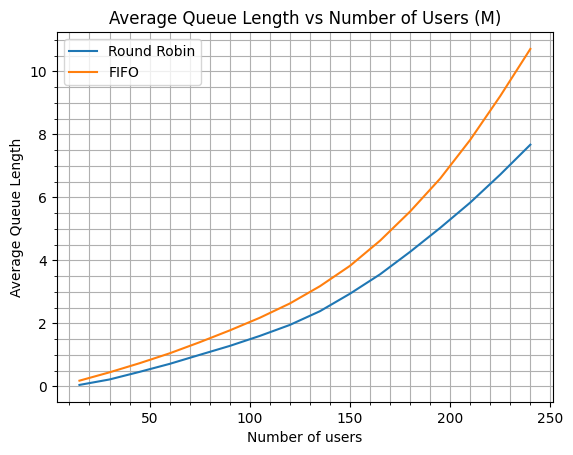 Average Queue Length vs Number of Users (M)
Round Robin
FIFO
Average Queue Length
10
8
6
4
2
0
50
100
150
200
250
Number of users